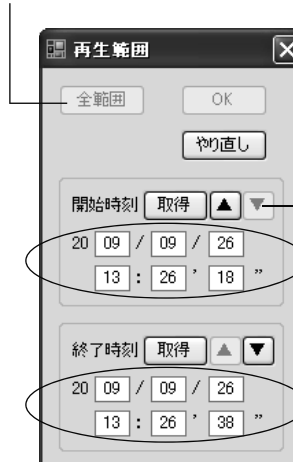 再生範囲
全範囲 OK
やり直し
開始時刻 取得 ▲ ▼
20 09 / 09 / 26
13 : 26 ’ 18 ”
終了時刻 取得 ▲ ▼
20 09 / 09 / 26
13 : 26 ’ 38 ”